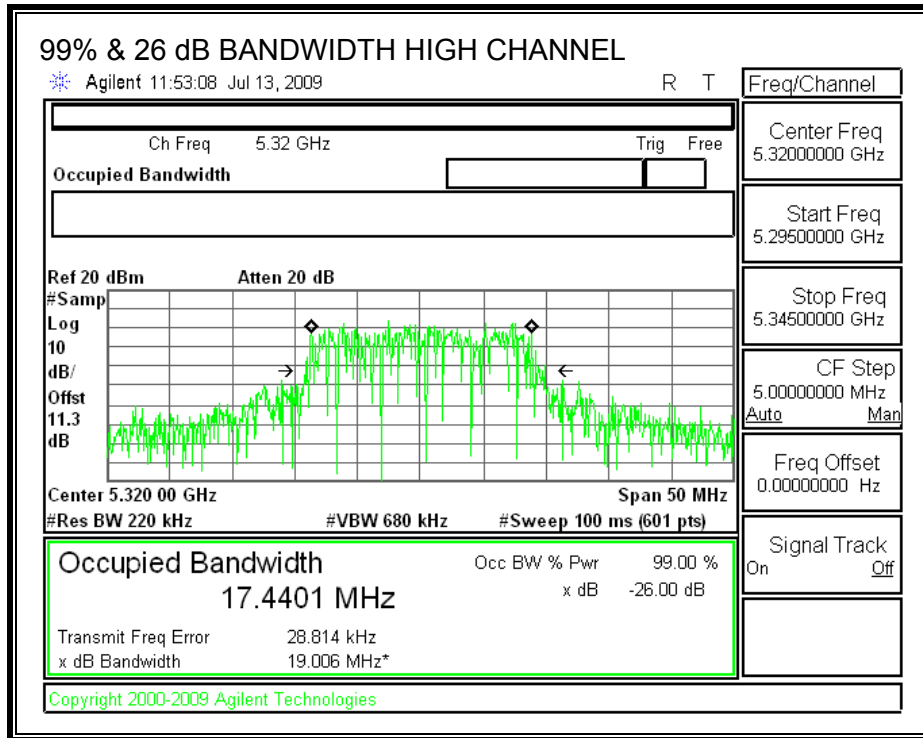 99% & 26 dB BANDWIDTH HIGH CHANNEL
Agilent 11:53:08 Jul 13, 2009 R T
Freq/Channel
Ch Freq 5.32 GHz Trig Free
Occupied Bandwidth
Center Freq
5.32000000 GHz
Start Freq
5.29500000 GHz
Stop Freq
5.34500000 GHz
CF Step
5.00000000 MHz
Auto Man
Freq Offset
0.00000000 Hz
Signal Track
On Off
Ref 20 dBm Atten 20 dB
#Samp
Log
10
dB/
Offst
11.3
dB
Center 5.320 00 GHz Span 50 MHz
#Res BW 220 kHz #VBW 680 kHz #Sweep 100 ms (601 pts)
Occupied Bandwidth
17.4401 MHz
Occ BW % Pwr 99.00 %
x dB -26.00 dB
Transmit Freq Error 28.814 kHz
x dB Bandwidth 19.006 MHz*
Copyright 2000-2009 Agilent Technologies